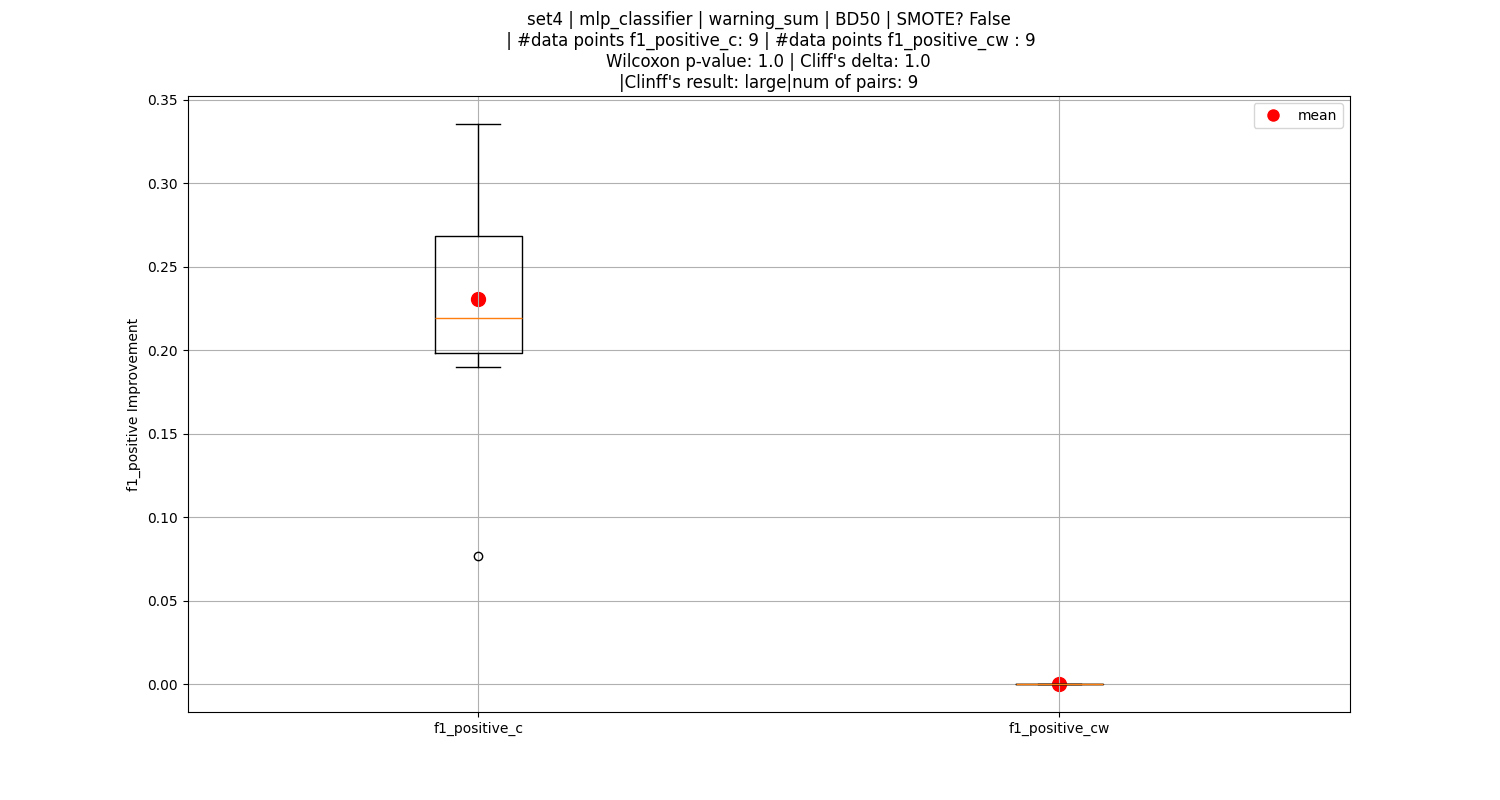 set4 | mlp_classifier | warning_sum | BD50 | SMOTE? False
| #data points f1_positive_c: 9 | #data points f1_positive_cw : 9
Wilcoxon p-value: 1.0 | Cliff's delta: 1.0
|Clinff's result: large|num of pairs: 9
mean
f1_positive Improvement
0.35
0.30
0.25
0.20
0.15
0.10
0.05
0.00
f1_positive_c
f1_positive_cw